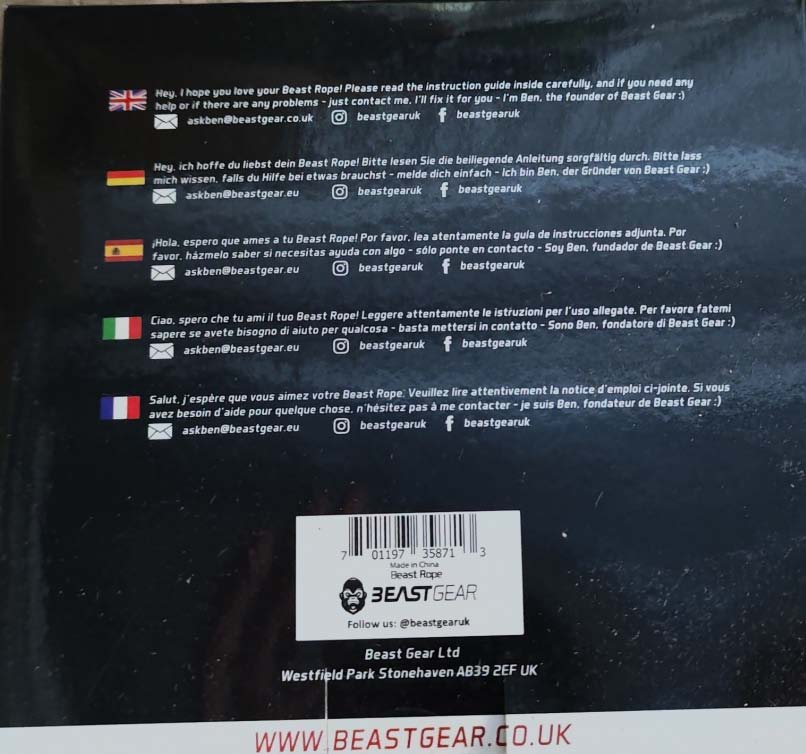 Hey, I hope you love your Beast Rope! Please read the instruction guide inside carefully, and if you need any
help or if there are any problems - just contact me, I'll fix it for you - I'm Ben, the founder of Beast Gear :)
askben@beastgear.co.uk beastgearuk beastgearuk
Hey, ich hoffe du liebst dein Beast Rope! Bitte lesen Sie die beiliegende Anleitung sorgfältig durch. Bitte lass
mich wissen, falls du Hilfe bei etwas brauchst - melde dich einfach - Ich bin Ben, der Gründer von Beast Gear :)
askben@beastgear.eu beastgearuk beastgearuk
¡Hola, espero que ames a tu Beast Rope! Por favor, lea atentamente la guía de instrucciones adjunta. Por
favor, házmelo saber si necesitas ayuda con algo - sólo ponte en contacto - Soy Ben, fundador de Beast Gear :)
askben@beastgear.eu beastgearuk beastgearuk
Ciao, spero che tu ami il tuo Beast Rope! Leggere attentamente le istruzioni per l'uso allegate. Per favore fatemi
sapere se avete bisogno di aiuto per qualcosa - basta mettersi in contatto - Sono Ben, fondatore di Beast Gear :)
askben@beastgear.eu beastgearuk beastgearuk
Salut, j'espère que vous aimez votre Beast Rope. Veuillez lire attentivement la notice d'emploi ci-jointe. Si vous
avez besoin d'aide pour quelque chose, n'hésitez pas à me contacter - je suis Ben, fondateur de Beast Gear :)
askben@beastgear.eu beastgearuk beastgearuk
7 01197 35871 3
Made in China
Beast Rope
BEAST GEAR
Follow us: @beastgearuk
Beast Gear Ltd
Westfield Park Stonehaven AB39 2EF UK
WWW.BEASTGEAR.CO.UK